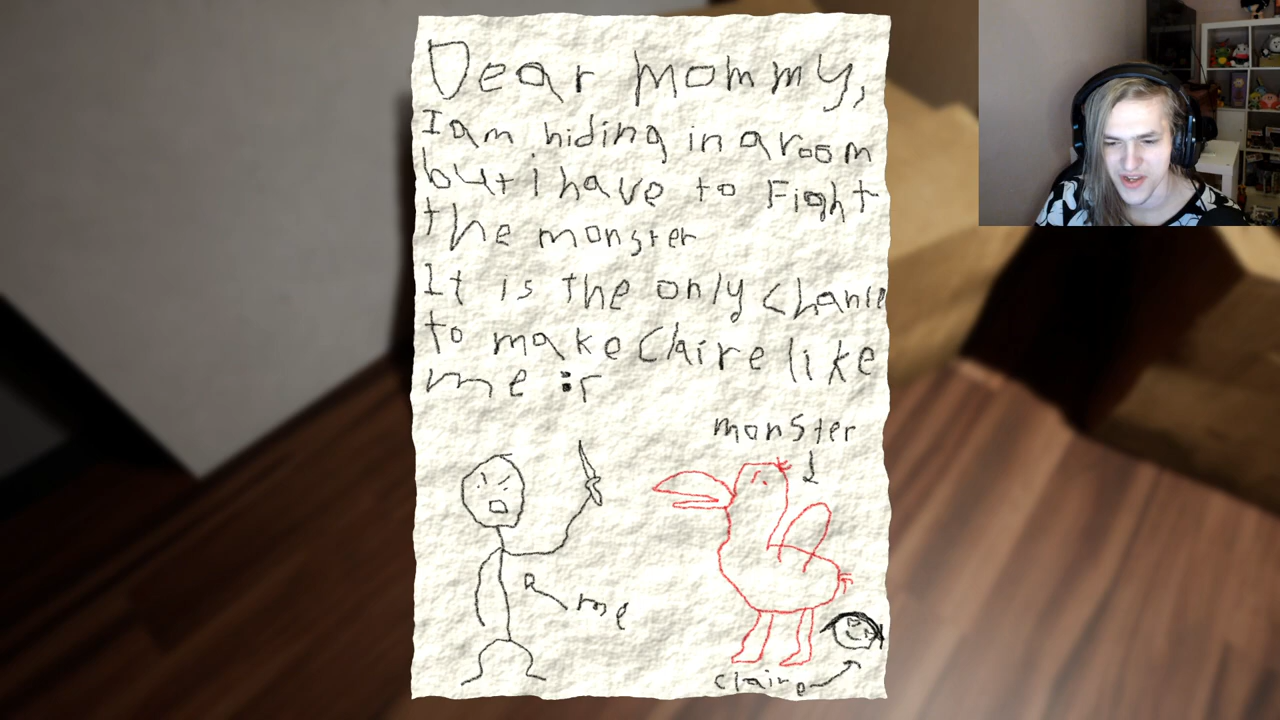 Dear Mommy,
I am hiding in a room
but i have to Fight
the monster
It is the only chance
to make Claire like
me :r
monster
me
Claire